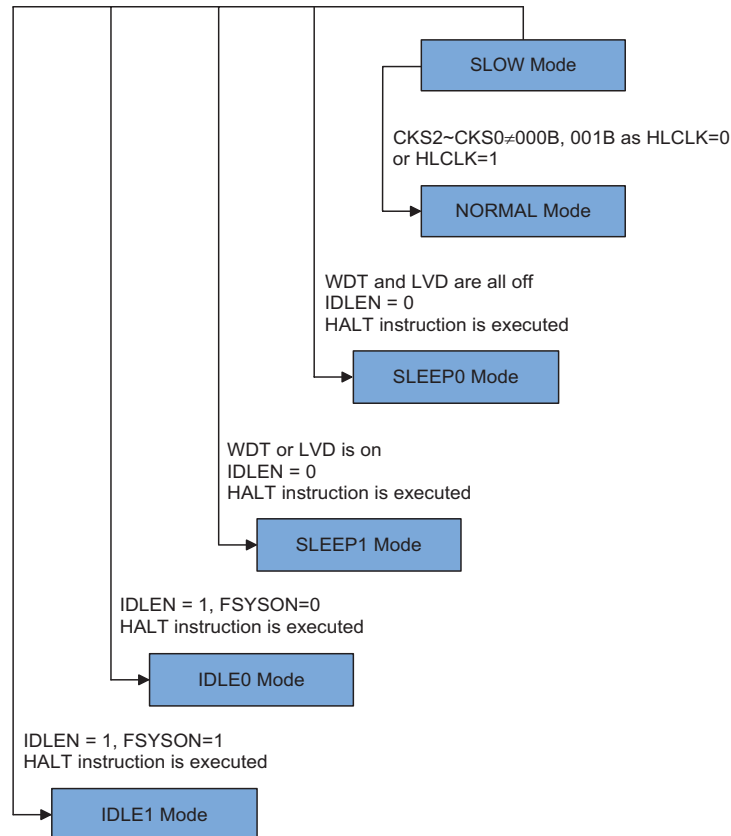 SLOW Mode
CKS2~CKS0≠000B, 001B as HLCLK=0
or HLCLK=1
NORMAL Mode
WDT and LVD are all off
IDLEN = 0
HALT instruction is executed
SLEEP0 Mode
WDT or LVD is on
IDLEN = 0
HALT instruction is executed
SLEEP1 Mode
IDLEN = 1, FSYSON=0
HALT instruction is executed
IDLE0 Mode
IDLEN = 1, FSYSON=1
HALT instruction is executed
IDLE1 Mode